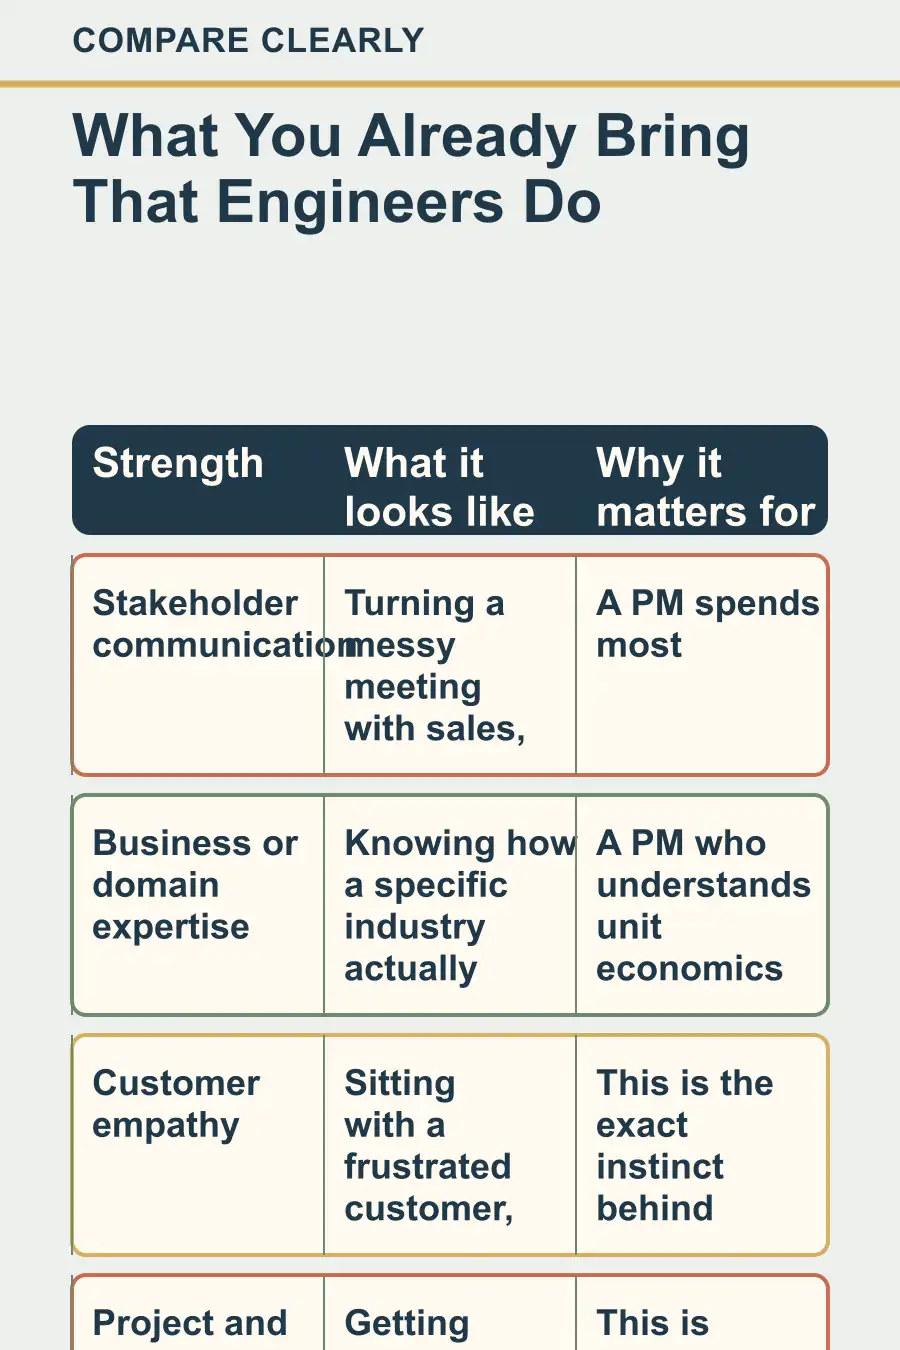 COMPARE CLEARLY
What You Already Bring
That Engineers Do
Strength
What it
looks like
Why it
matters for
Stakeholder
communication
Turning a
messy
meeting
with sales,
A PM spends
most
Business or
domain
expertise
Knowing how
a specific
industry
actually
A PM who
understands
unit
economics
Customer
empathy
Sitting
with a
frustrated
customer,
This is the
exact
instinct
behind
Project and
Getting
This is